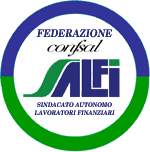 FEDERAZIONE
confsal
SALFi
SINDACATO AUTONOMO
LAVORATORI FINANZIARI